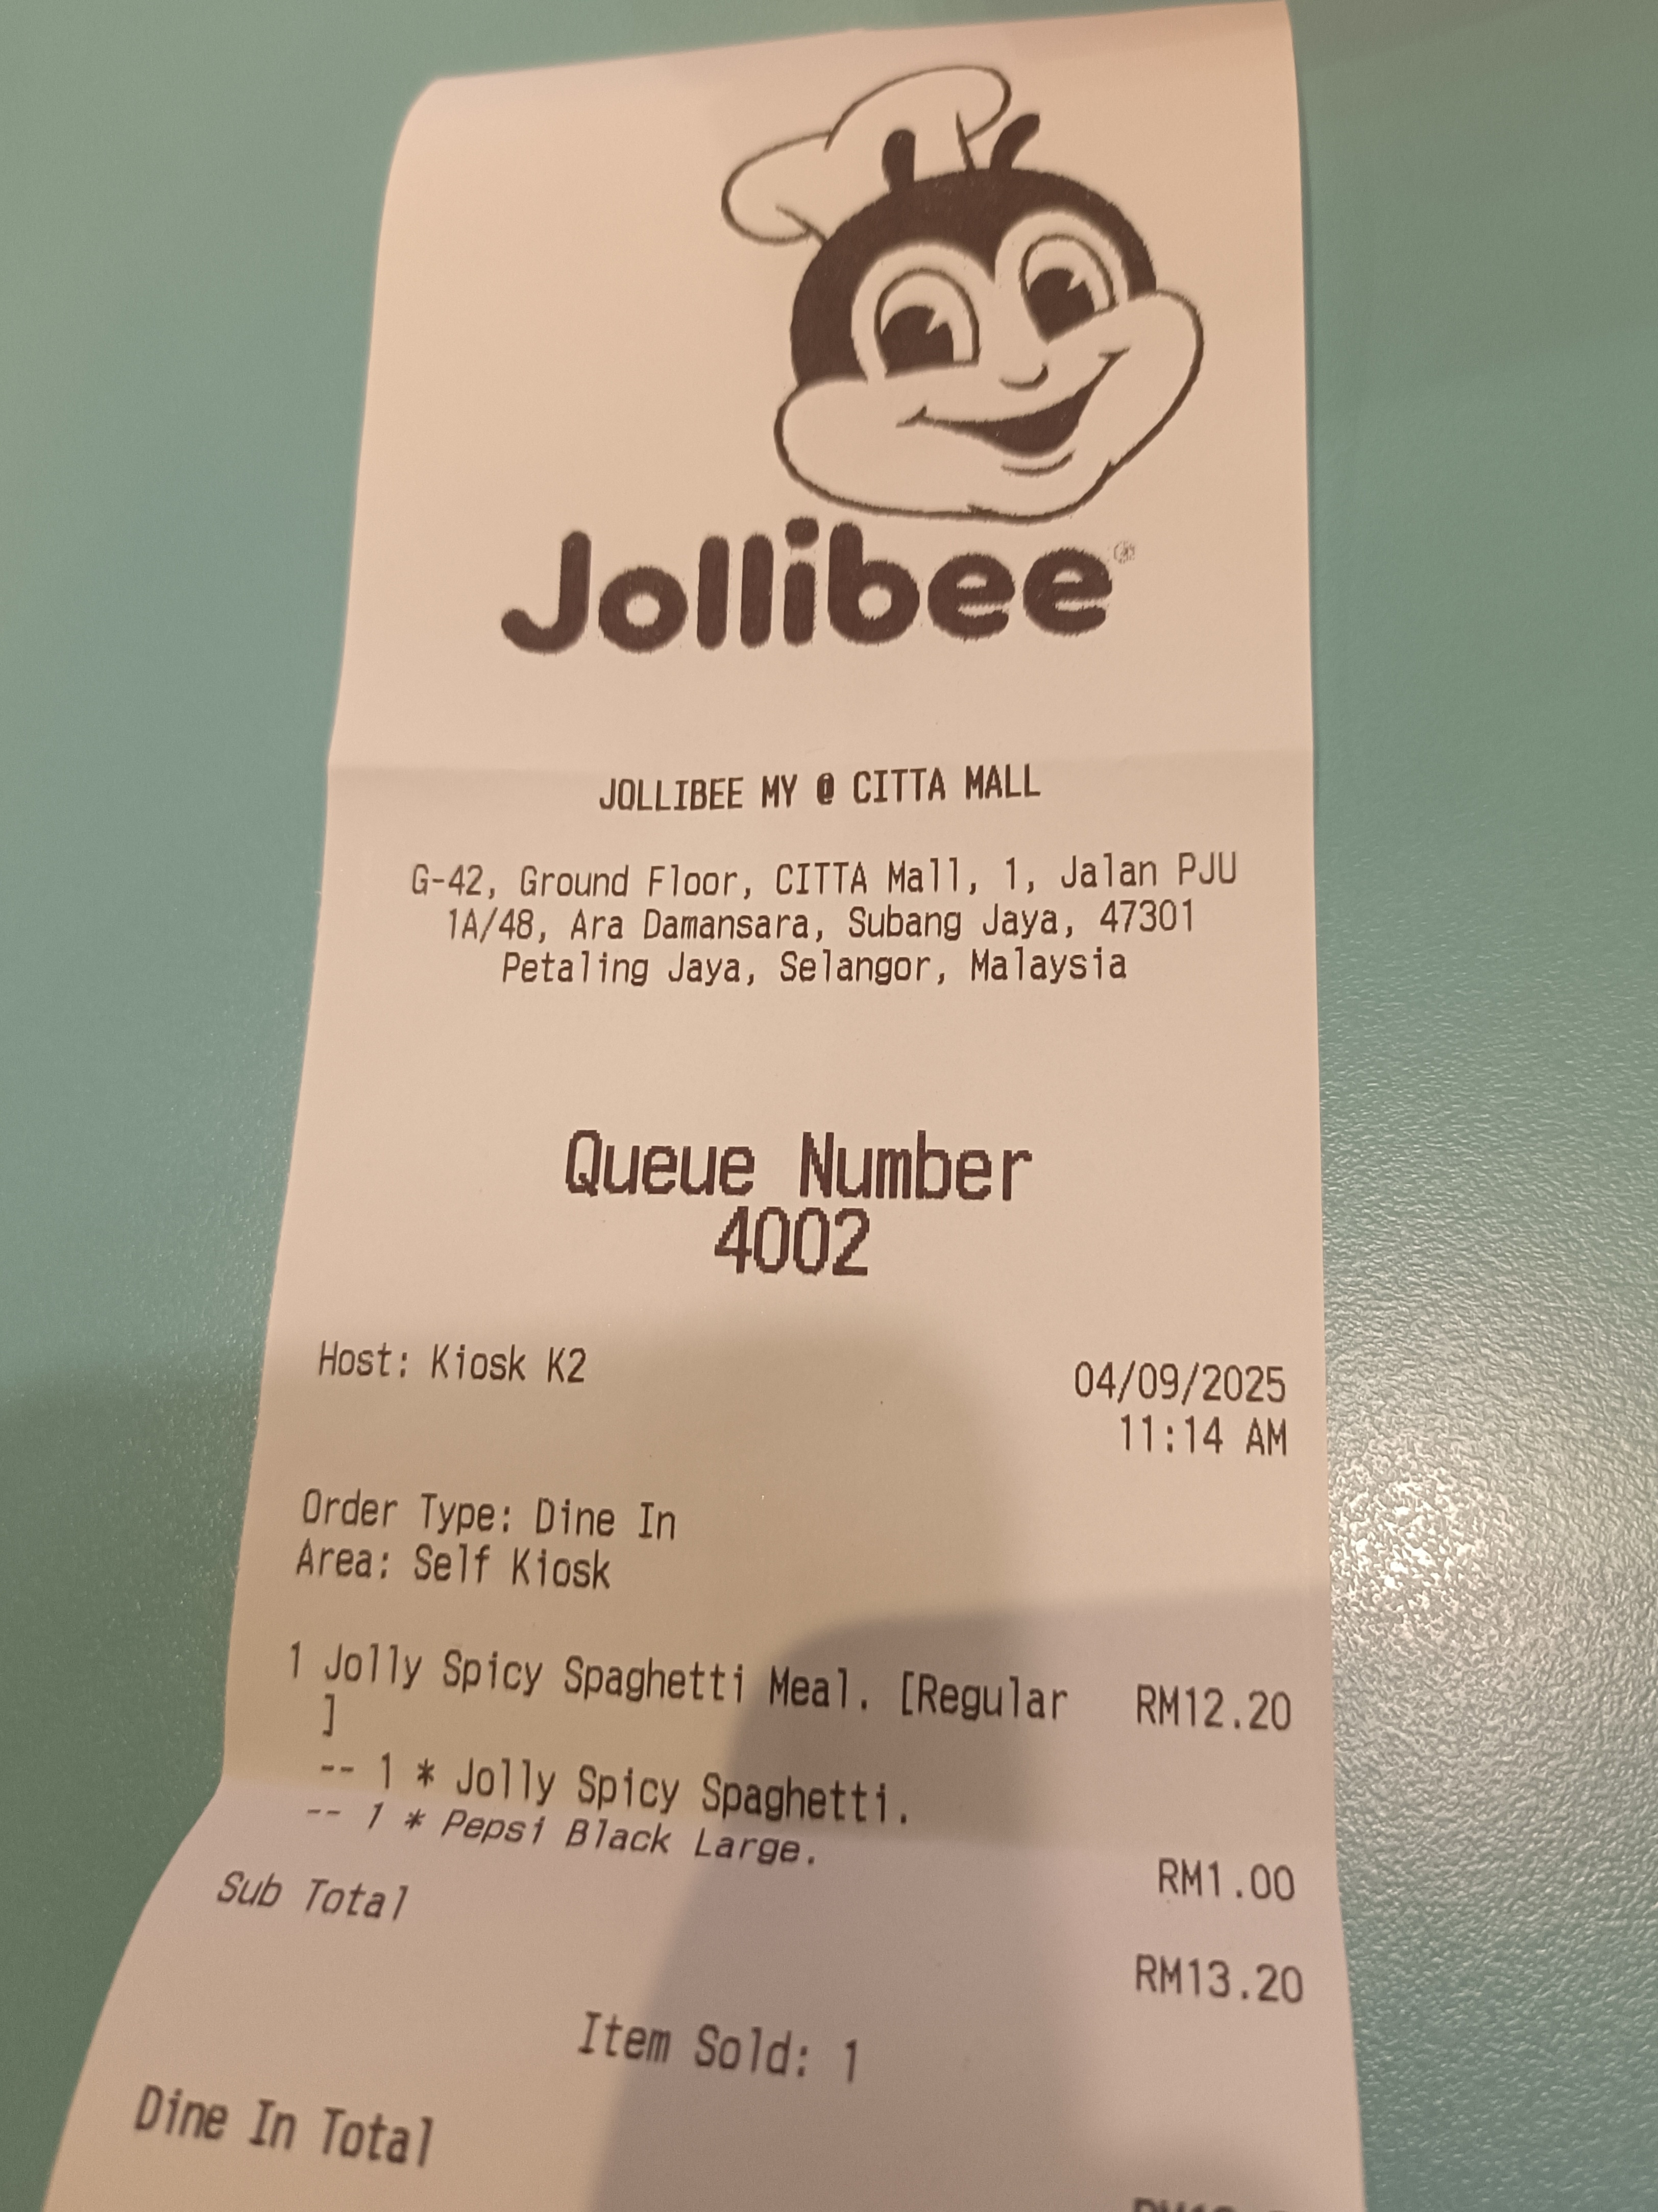 Jollibee®
JOLLIBEE MY @ CITTA MALL
G-42, Ground Floor, CITTA Mall, 1, Jalan PJU
1A/48, Ara Damansara, Subang Jaya, 47301
Petaling Jaya, Selangor, Malaysia
Queue Number
4002
Host: Kiosk K2
04/09/2025
11:14 AM
Order Type: Dine In
Area: Self Kiosk
1 Jolly Spicy Spaghetti Meal. [Regular RM12.20
]
-- 1 * Jolly Spicy Spaghetti.
-- 1 * Pepsi Black Large. RM1.00
Sub Total RM13.20
Item Sold: 1
Dine In Total